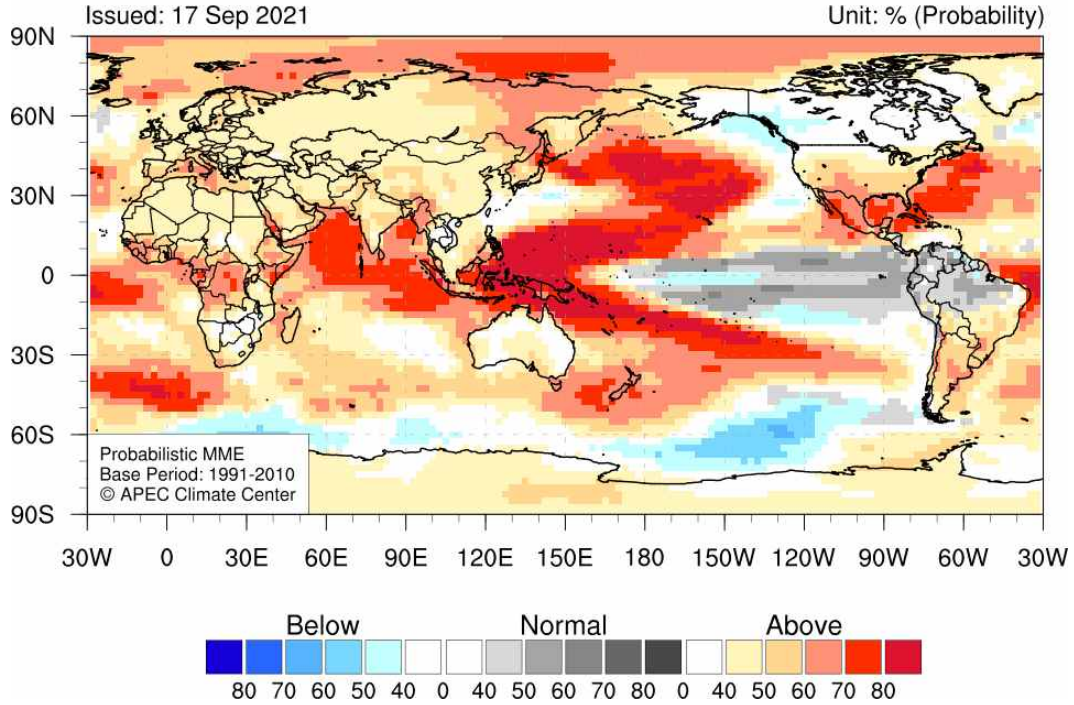 Issued: 17 Sep 2021 Unit: % (Probability)
90N
60N
30N
0
30S
60S
90S
Probabilistic MME
Base Period: 1991-2010
© APEC Climate Center
30W 0 30E 60E 90E 120E 150E 180 150W 120W 90W 60W 30W
Below Normal Above
80 70 60 50 40 0 40 50 60 70 80 0 40 50 60 70 80